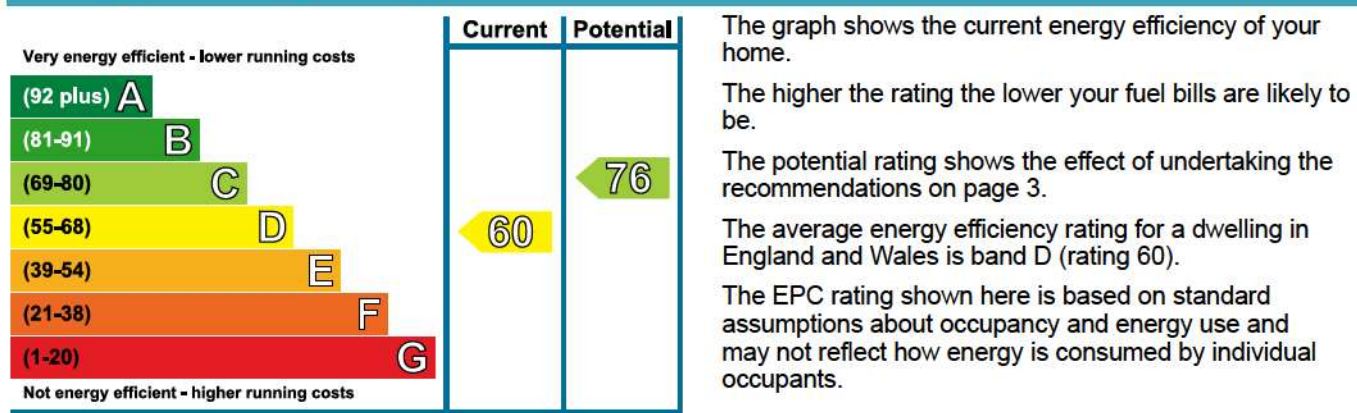 Current Potential
Very energy efficient - lower running costs
(92 plus) A
(81-91) B
(69-80) C
76
(55-68) D
60
(39-54) E
(21-38) F
(1-20) G
Not energy efficient - higher running costs
The graph shows the current energy efficiency of your
home.
The higher the rating the lower your fuel bills are likely to
be.
The potential rating shows the effect of undertaking the
recommendations on page 3.
The average energy efficiency rating for a dwelling in
England and Wales is band D (rating 60).
The EPC rating shown here is based on standard
assumptions about occupancy and energy use and
may not reflect how energy is consumed by individual
occupants.